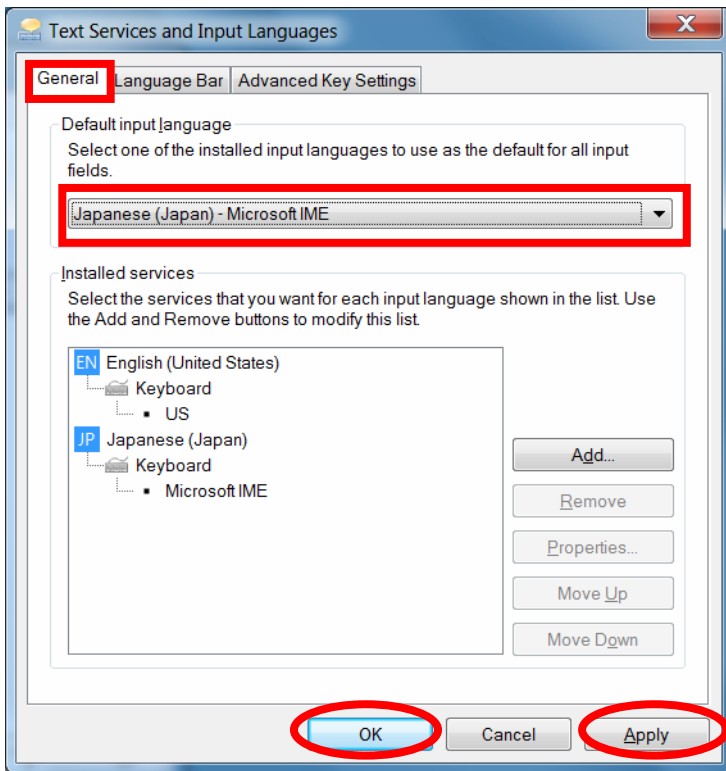 Text Services and Input Languages
General Language Bar Advanced Key Settings
Default input language
Select one of the installed input languages to use as the default for all input
fields.
Japanese (Japan) - Microsoft IME
Installed services
Select the services that you want for each input language shown in the list. Use
the Add and Remove buttons to modify this list.
EN English (United States)
Keyboard
US
JP Japanese (Japan)
Keyboard
Microsoft IME
Add...
Remove
Properties...
Move Up
Move Down
OK Cancel Apply